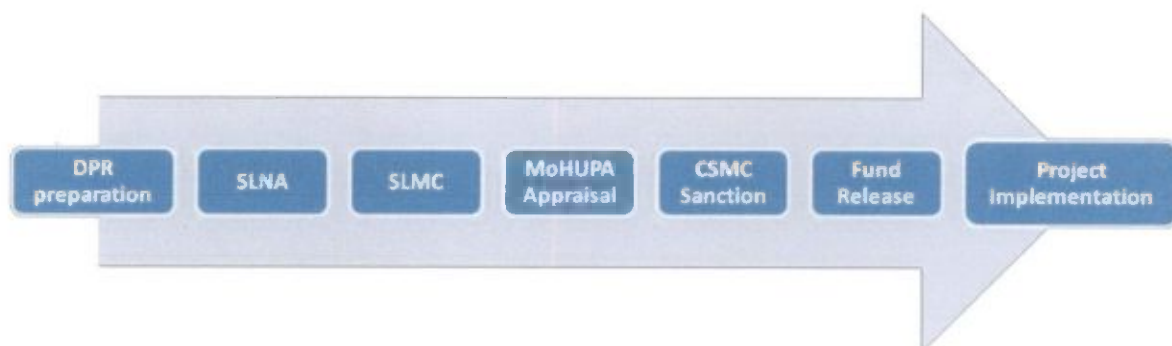 DPR
preparation
SLNA
SLMC
MoHUPA
Appraisal
CSMC
Sanction
Fund
Release
Project
Implementation